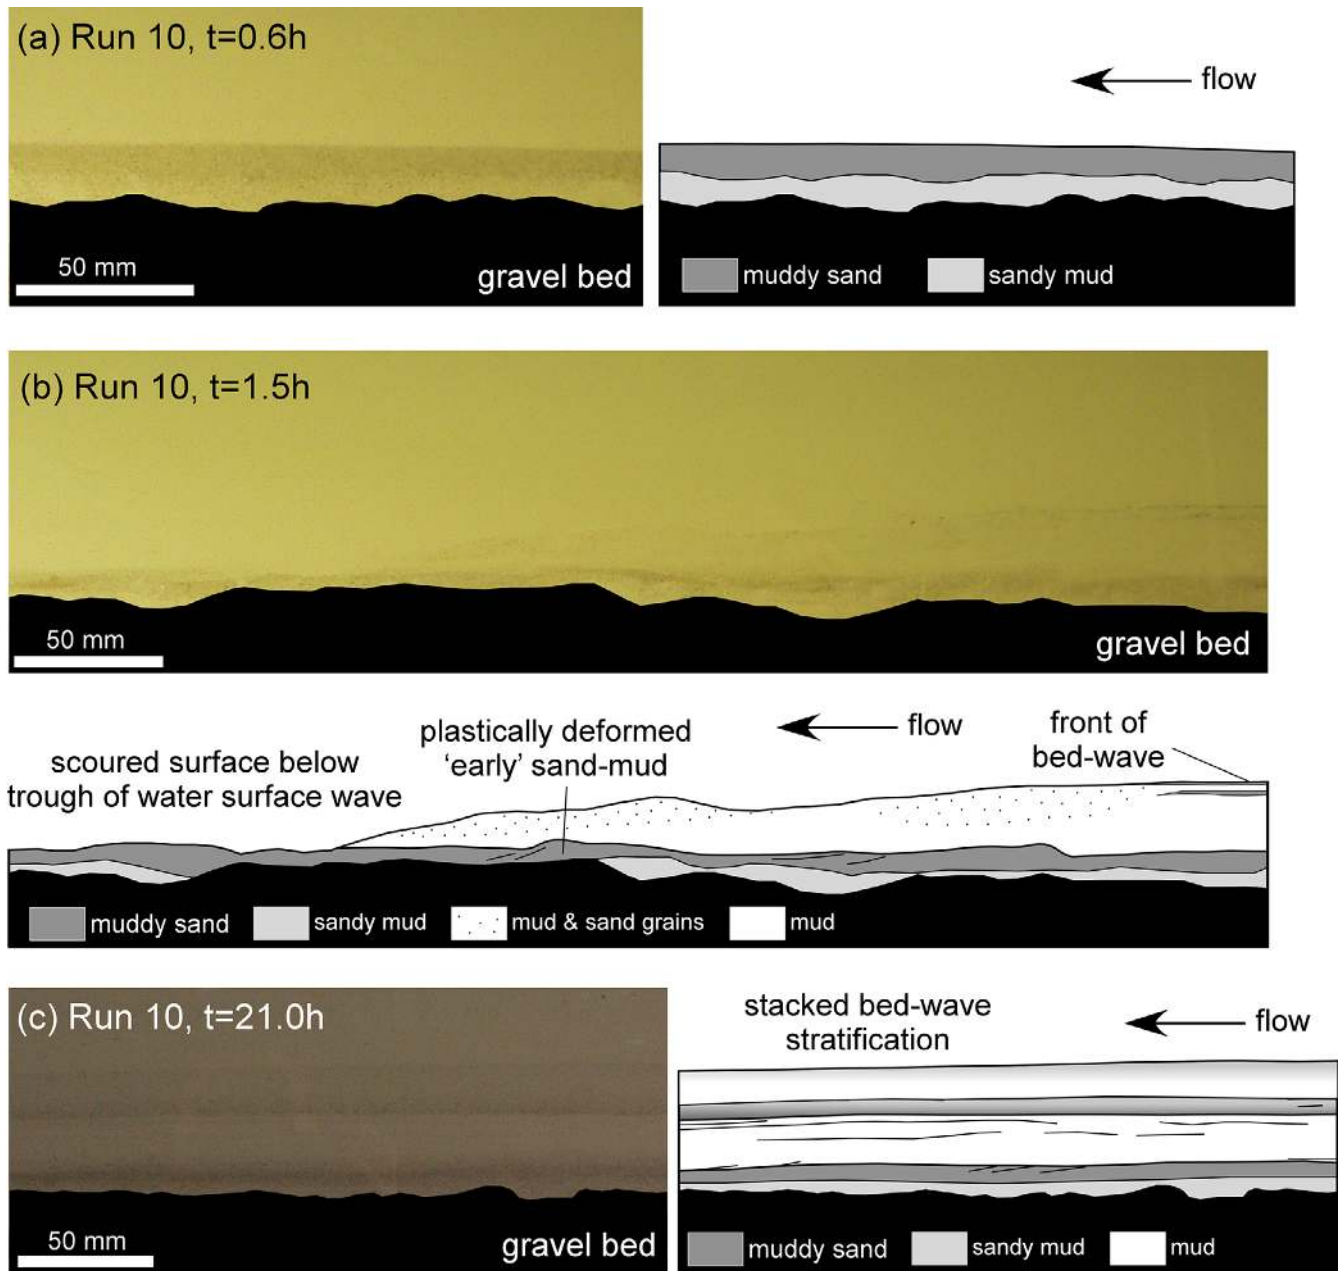 (a) Run 10, t=0.6h
flow
50 mm
gravel bed
muddy sand
sandy mud
(b) Run 10, t=1.5h
50 mm
gravel bed
scoured surface below
trough of water surface wave
plastically deformed
‘early’ sand-mud
flow
front of
bed-wave
muddy sand
sandy mud
mud & sand grains
mud
(c) Run 10, t=21.0h
50 mm
gravel bed
stacked bed-wave
stratification
flow
muddy sand
sandy mud
mud